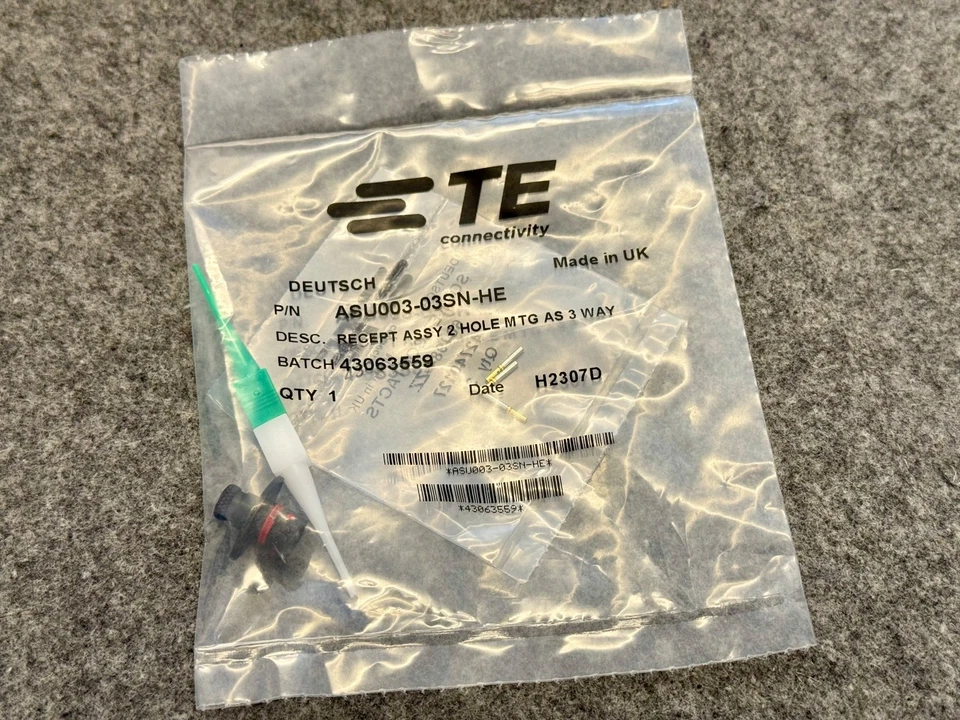 TE
connectivity
Made in UK
DEUTSCH
P/N ASU003-03SN-HE
DESC. RECEPT ASSY 2 HOLE MTG AS 3 WAY
BATCH 43063559
QTY 1 Date H2307D
*ASU003-03SN-HE*
*43063559*